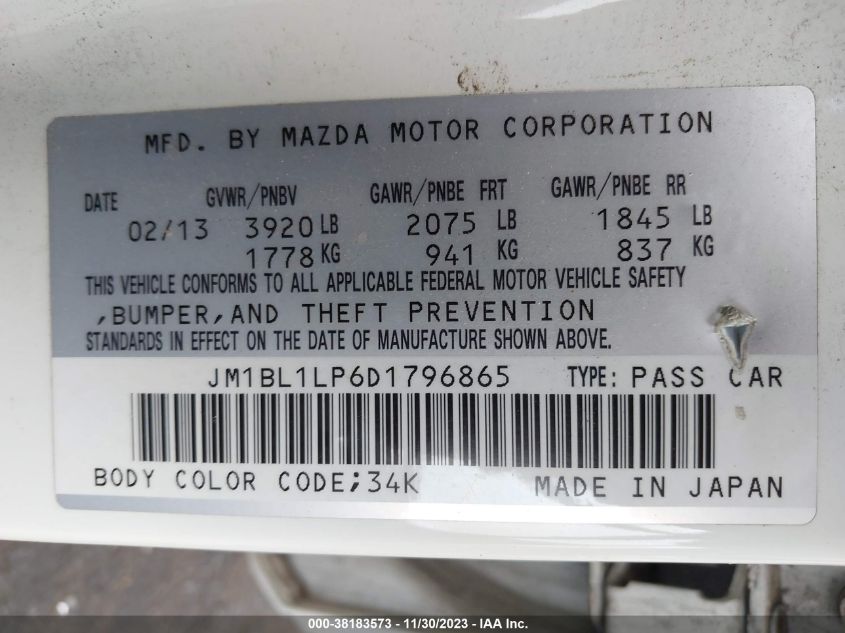 MFD. BY MAZDA MOTOR CORPORATION
DATE GVWR/PNBV GAWR/PNBE FRT GAWR/PNBE RR
02/13 3920 LB 2075 LB 1845 LB
1778 KG 941 KG 837 KG
THIS VEHICLE CONFORMS TO ALL APPLICABLE FEDERAL MOTOR VEHICLE SAFETY
,BUMPER,AND THEFT PREVENTION
STANDARDS IN EFFECT ON THE DATE OF MANUFACTURE SHOWN ABOVE.
JM1BL1LP6D1796865 TYPE: PASS CAR
BODY COLOR CODE;34K MADE IN JAPAN
000-38183573 - 11/30/2023 - IAA Inc.